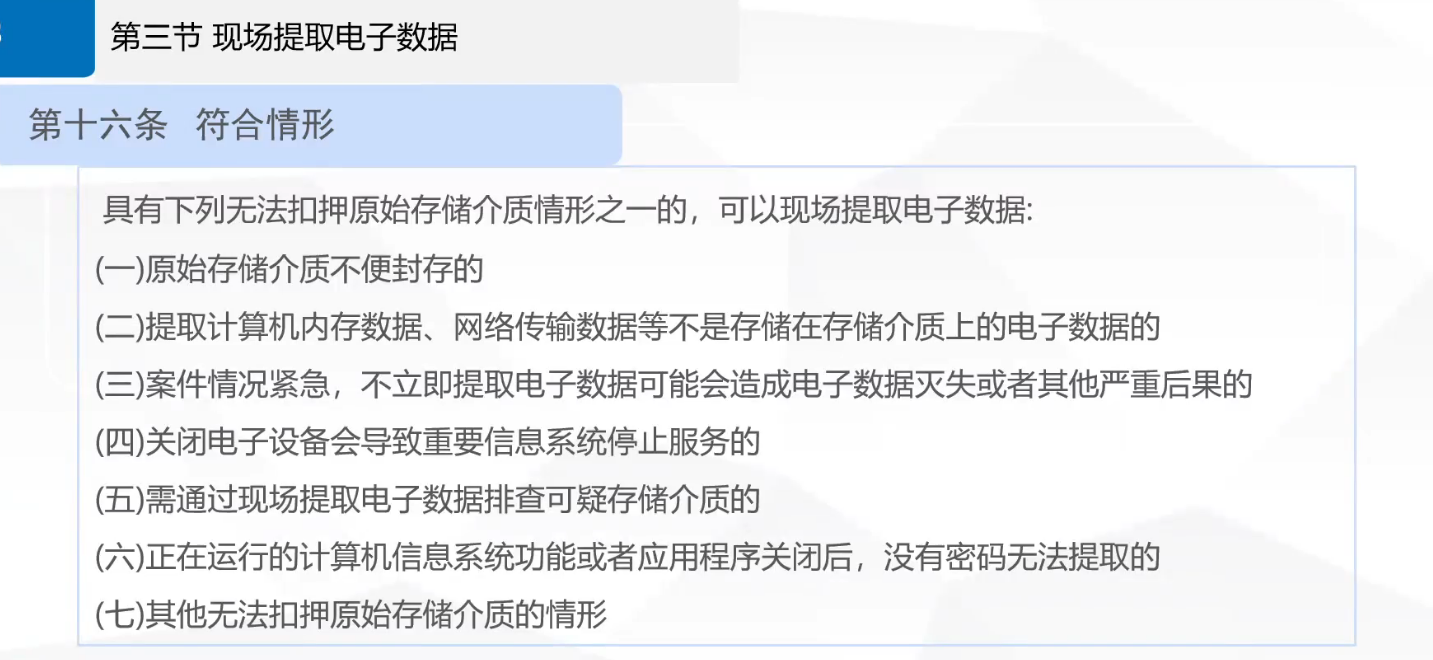 第三节 现场提取电子数据
第十六条 符合情形
具有下列无法扣押原始存储介质情形之一的，可以现场提取电子数据:
(一)原始存储介质不便封存的
(二)提取计算机内存数据、网络传输数据等不是存储在存储介质上的电子数据的
(三)案件情况紧急，不立即提取电子数据可能会造成电子数据灭失或者其他严重后果的
(四)关闭电子设备会导致重要信息系统停止服务的
(五)需通过现场提取电子数据排查可疑存储介质的
(六)正在运行的计算机信息系统功能或者应用程序关闭后，没有密码无法提取的
(七)其他无法扣押原始存储介质的情形